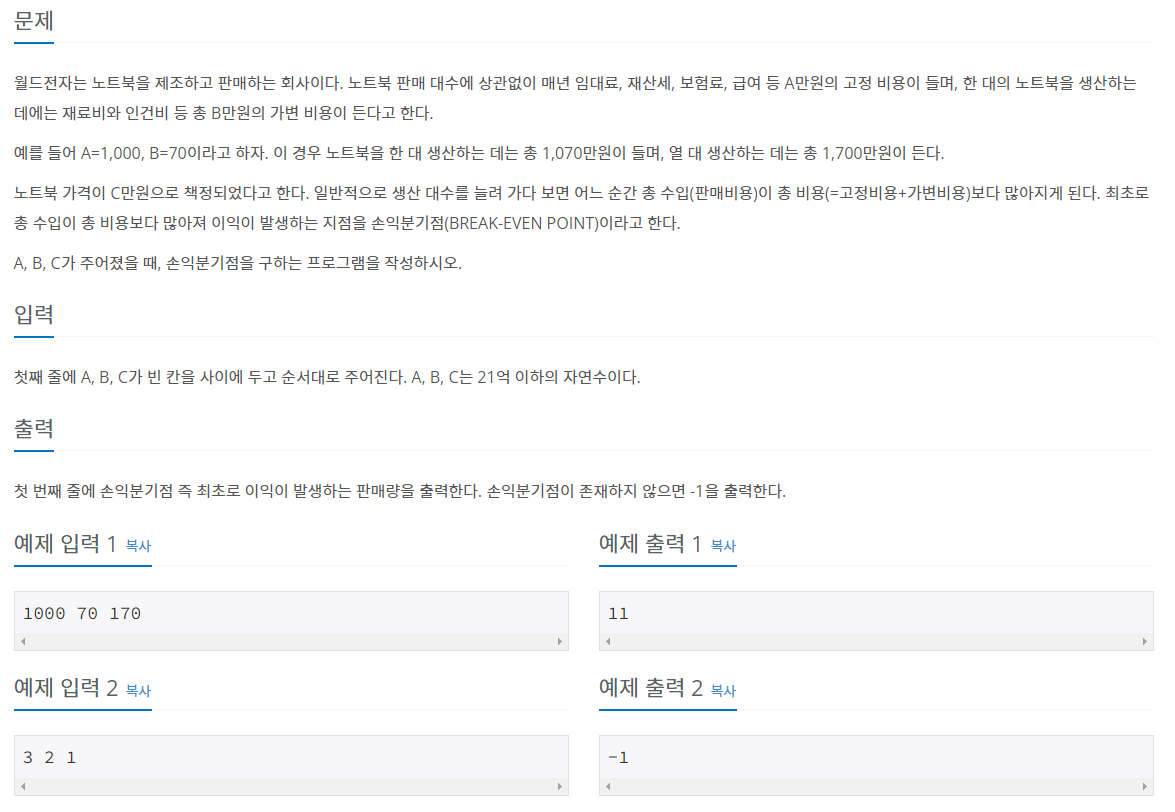 문제
월드전자는 노트북을 제조하고 판매하는 회사이다. 노트북 판매 대수에 상관없이 매년 임대료, 재산세, 보험료, 급여 등 A만원의 고정 비용이 들며, 한 대의 노트북을 생산하는
데에는 재료비와 인건비 등 총 B만원의 가변 비용이 든다고 한다.
예를 들어 A=1,000, B=70이라고 하자. 이 경우 노트북을 한 대 생산하는 데는 총 1,070만원이 들며, 열 대 생산하는 데는 총 1,700만원이 든다.
노트북 가격이 C만원으로 책정되었다고 한다. 일반적으로 생산 대수를 늘려 가다 보면 어느 순간 총 수입(판매비용)이 총 비용(=고정비용+가변비용)보다 많아지게 된다. 최초로
총 수입이 총 비용보다 많아져 이익이 발생하는 지점을 손익분기점(BREAK-EVEN POINT)이라고 한다.
A, B, C가 주어졌을 때, 손익분기점을 구하는 프로그램을 작성하시오.
입력
첫째 줄에 A, B, C가 빈 칸을 사이에 두고 순서대로 주어진다. A, B, C는 21억 이하의 자연수이다.
출력
첫 번째 줄에 손익분기점 즉 최초로 이익이 발생하는 판매량을 출력한다. 손익분기점이 존재하지 않으면 -1을 출력한다.
예제 입력 1 복사
1000 70 170
예제 출력 1 복사
11
예제 입력 2 복사
3 2 1
예제 출력 2 복사
-1